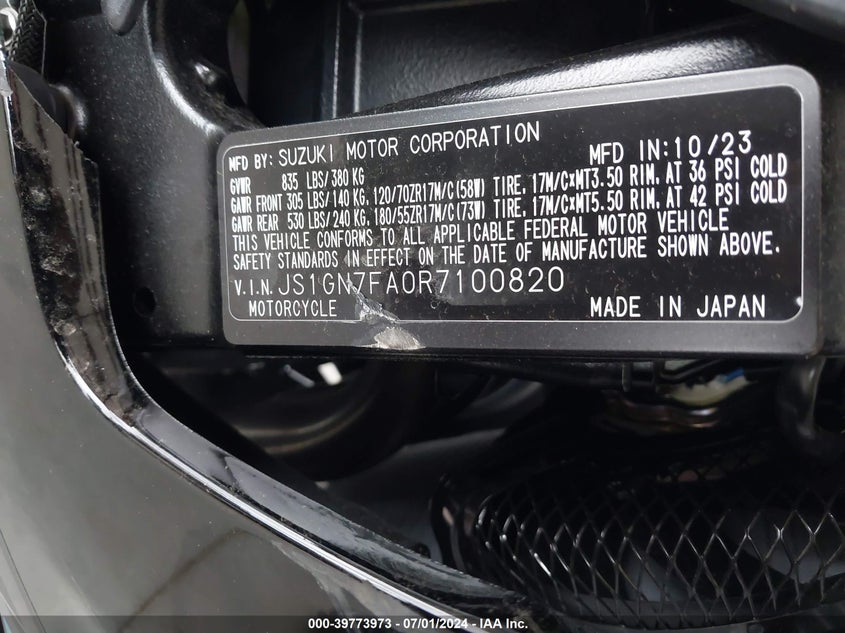 MFD BY: SUZUKI MOTOR CORPORATION MFD IN:10/23
GVWR 835 LBS/380 KG
GAWR FRONT 305 LBS/140 KG, 120/70ZR17M/C(58W) TIRE, 17M/C×MT3.50 RIM, AT 36 PSI COLD
GAWR REAR 530 LBS/240 KG, 180/55ZR17M/C(73W) TIRE, 17M/C×MT5.50 RIM, AT 42 PSI COLD
THIS VEHICLE CONFORMS TO ALL APPLICABLE FEDERAL MOTOR VEHICLE
SAFETY STANDARDS IN EFFECT ON THE DATE OF MANUFACTURE SHOWN ABOVE.
V.I.N. JS1GN7FA0R7100820
MOTORCYCLE MADE IN JAPAN
000-39773973 - 07/01/2024 - IAA Inc.